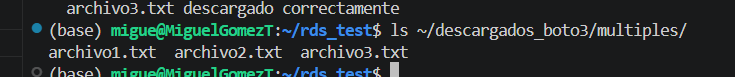 archivo3.txt descargado correctamente
(base) migue@MiguelGomezT:~/rds_test$ ls ~/descargados_boto3/multiples/
archivo1.txt  archivo2.txt  archivo3.txt
(base) migue@MiguelGomezT:~/rds_test$